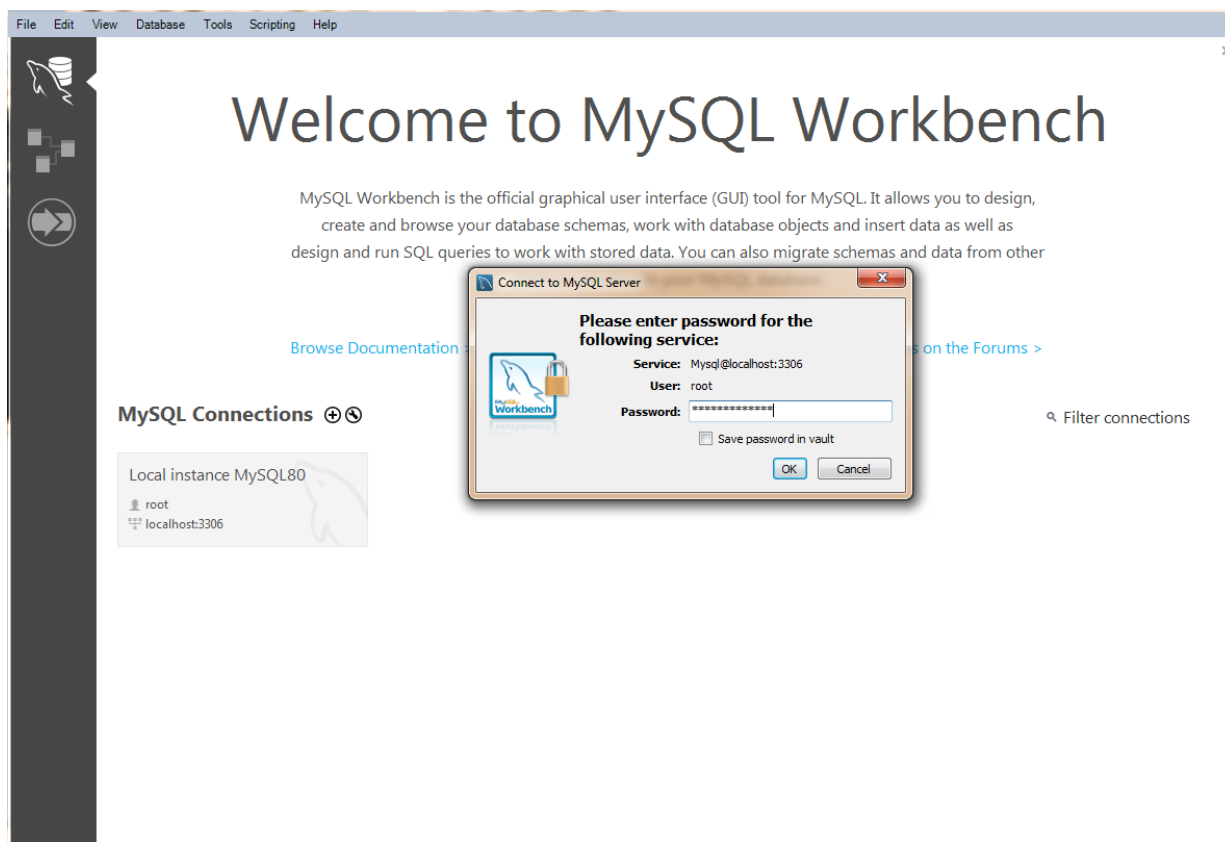 File Edit View Database Tools Scripting Help
Welcome to MySQL Workbench
MySQL Workbench is the official graphical user interface (GUI) tool for MySQL. It allows you to design,
create and browse your database schemas, work with database objects and insert data as well as
design and run SQL queries to work with stored data. You can also migrate schemas and data from other
your MySQL database
Browse Documentation >
s on the Forums >
Connect to MySQL Server
Please enter password for the
following service:
Service: Mysql@localhost:3306
User: root
Password: *************
Save password in vault
OK Cancel
MySQL
Workbench
MySQL Connections
Filter connections
Local instance MySQL80
root
localhost:3306